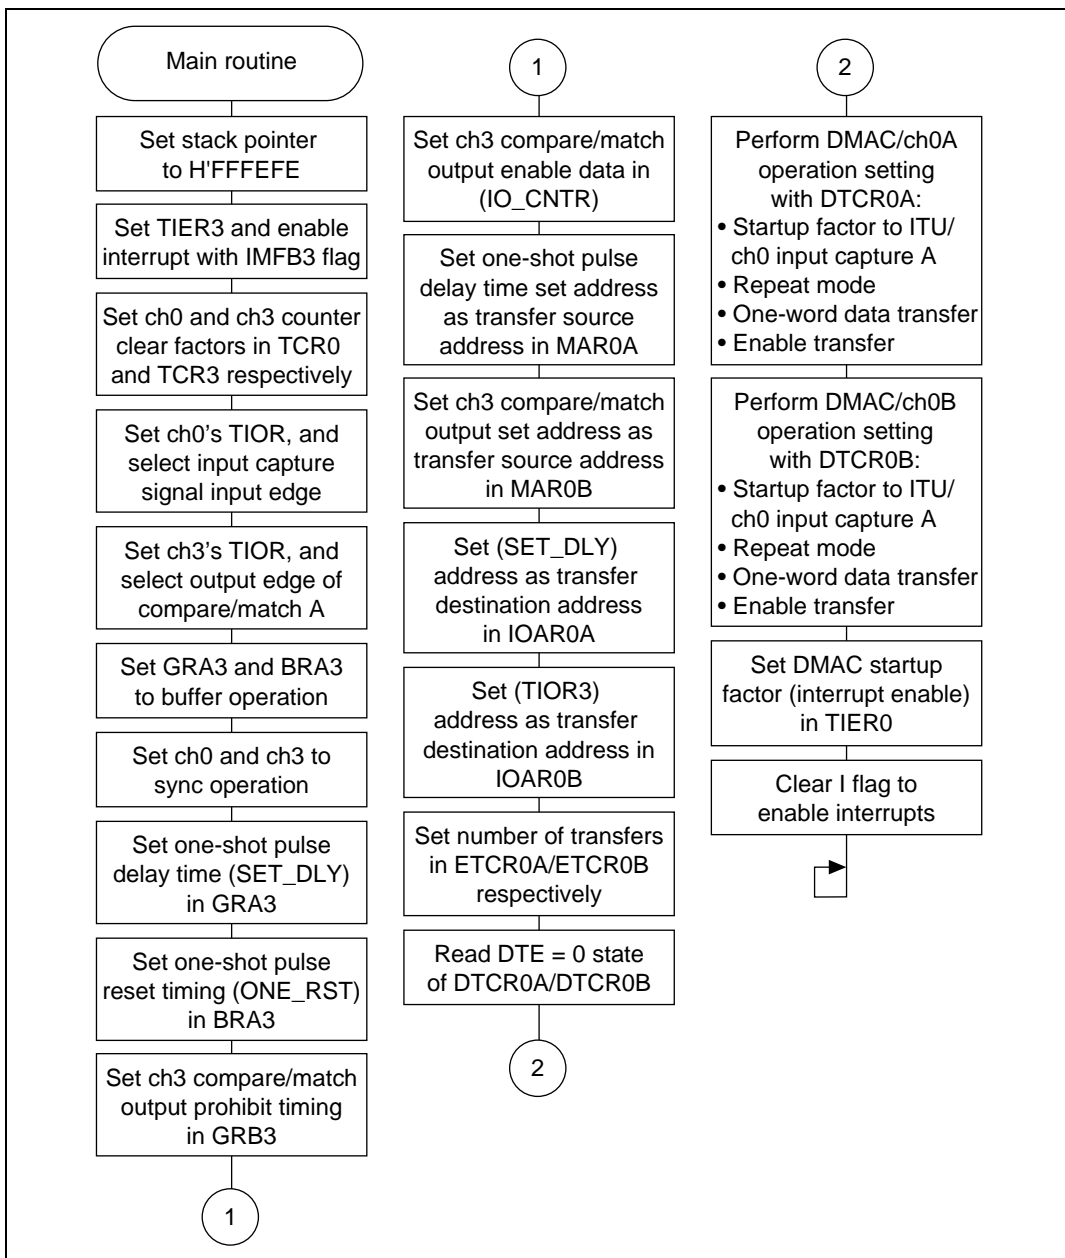 Main routine
Set stack pointer
to H'FFFEFE
Set TIER3 and enable
interrupt with IMFB3 flag
Set ch0 and ch3 counter
clear factors in TCR0
and TCR3 respectively
Set ch0's TIOR, and
select input capture
signal input edge
Set ch3's TIOR, and
select output edge of
compare/match A
Set GRA3 and BRA3
to buffer operation
Set ch0 and ch3 to
sync operation
Set one-shot pulse
delay time (SET_DLY)
in GRA3
Set one-shot pulse
reset timing (ONE_RST)
in BRA3
Set ch3 compare/match
output prohibit timing
in GRB3
1
1
Set ch3 compare/match
output enable data in
(IO_CNTR)
Set one-shot pulse
delay time set address
as transfer source
address in MAR0A
Set ch3 compare/match
output set address as
transfer source address
in MAR0B
Set (SET_DLY)
address as transfer
destination address
in IOAR0A
Set (TIOR3)
address as transfer
destination address in
IOAR0B
Set number of transfers
in ETCR0A/ETCR0B
respectively
Read DTE = 0 state
of DTCR0A/DTCR0B
2
2
Perform DMAC/ch0A
operation setting
with DTCR0A:
• Startup factor to ITU/
ch0 input capture A
• Repeat mode
• One-word data transfer
• Enable transfer
Perform DMAC/ch0B
operation setting
with DTCR0B:
• Startup factor to ITU/
ch0 input capture A
• Repeat mode
• One-word data transfer
• Enable transfer
Set DMAC startup
factor (interrupt enable)
in TIER0
Clear I flag to
enable interrupts